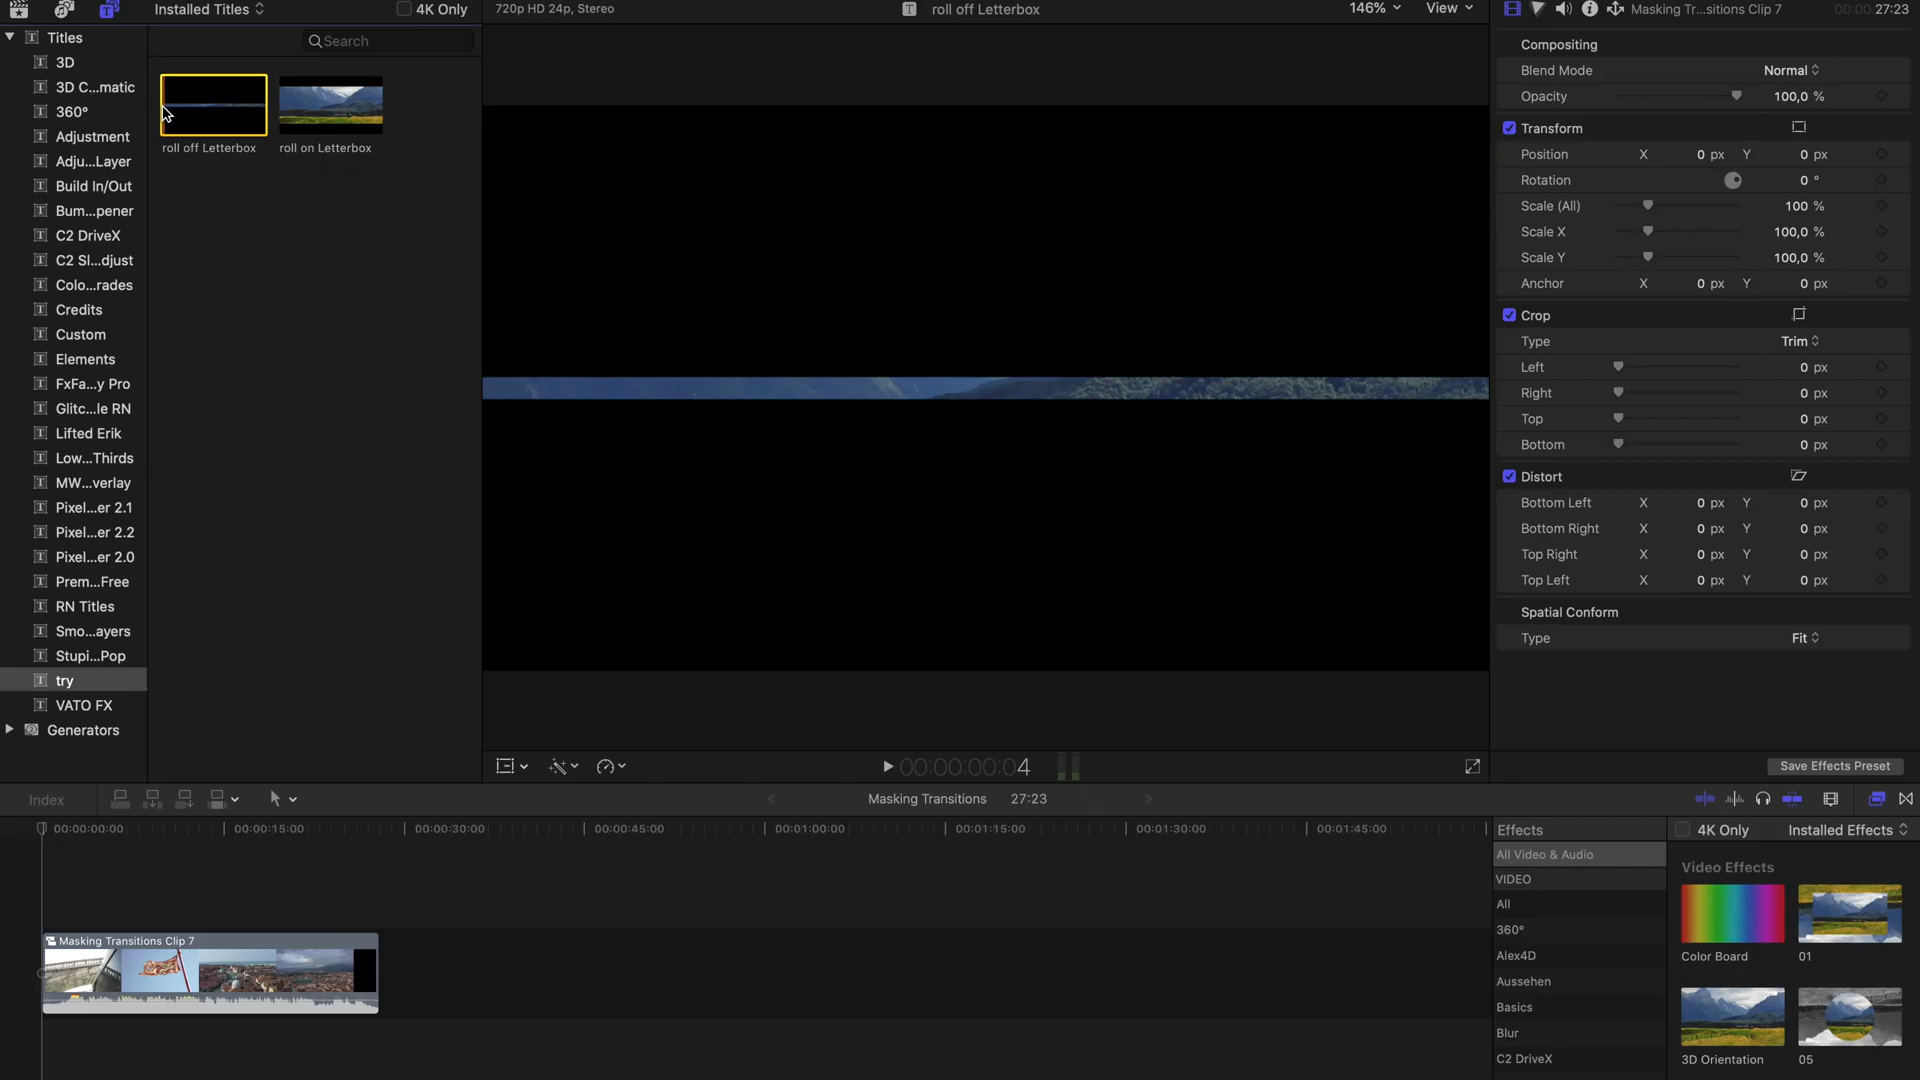 Installed Titles
4K Only
720p HD 24p, Stereo
roll off Letterbox
146%
View
Masking Tr...sitions Clip 7
00:00:27:23
Titles
Search
3D
3D C...matic
360°
Adjustment
Adju...Layer
Build In/Out
Bum...pener
C2 DriveX
C2 Sl...djust
Colo...rades
Credits
Custom
Elements
FxFa...y Pro
Glitc...le RN
Lifted Erik
Low...Thirds
MW...verlay
Pixel...er 2.1
Pixel...er 2.2
Pixel...er 2.0
Prem...Free
RN Titles
Smo...ayers
Stupi...Pop
try
VATO FX
Generators
roll off Letterbox
roll on Letterbox
Compositing
Blend Mode Normal
Opacity 100,0 %
Transform
Position X 0 px Y 0 px
Rotation 0 °
Scale (All) 100 %
Scale X 100,0 %
Scale Y 100,0 %
Anchor X 0 px Y 0 px
Crop
Type Trim
Left 0 px
Right 0 px
Top 0 px
Bottom 0 px
Distort
Bottom Left X 0 px Y 0 px
Bottom Right X 0 px Y 0 px
Top Right X 0 px Y 0 px
Top Left X 0 px Y 0 px
Spatial Conform
Type Fit
00:00:00:04
Save Effects Preset
Index
Masking Transitions 27:23
00:00:00:00
00:00:15:00
00:00:30:00
00:00:45:00
00:01:00:00
00:01:15:00
00:01:30:00
00:01:45:00
Masking Transitions Clip 7
Effects
4K Only
Installed Effects
All Video & Audio
VIDEO
All
360°
Alex4D
Aussehen
Basics
Blur
C2 DriveX
Video Effects
Color Board
01
3D Orientation
05